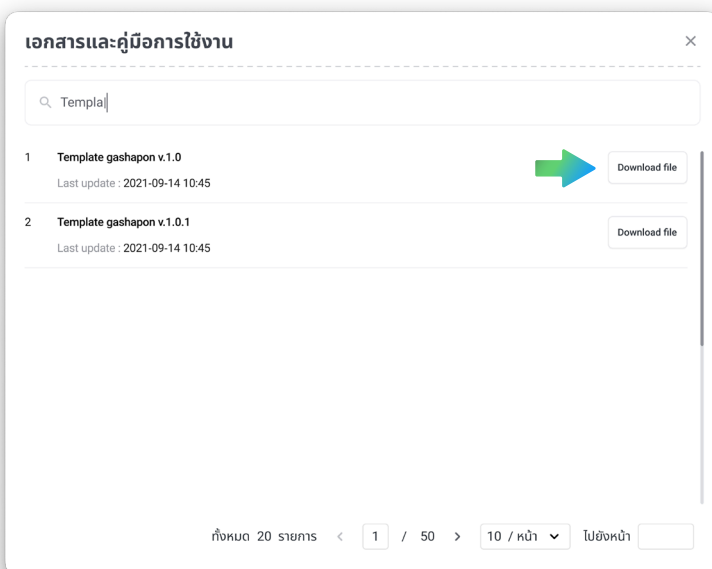 เอกสารและคู่มือการใช้งาน
Templa
1 Template gashapon v.1.0 Download file
Last update : 2021-09-14 10:45
2 Template gashapon v.1.0.1 Download file
Last update : 2021-09-14 10:45
ทั้งหมด 20 รายการ < 1 / 50 > 10 / หน้า ไปยังหน้า